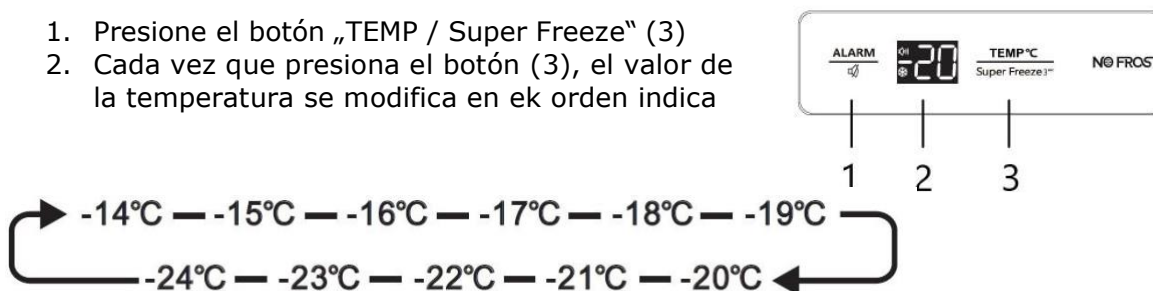 1. Presione el botón „TEMP / Super Freeze“ (3)
2. Cada vez que presiona el botón (3), el valor de
la temperatura se modifica en ek orden indica
ALARM
-20
TEMP℃
Super Freeze 3"
NO FROS
1 2 3
-14℃ — -15℃ — -16℃ — -17℃ — -18℃ — -19℃
-24℃ — -23℃ — -22℃ — -21℃ — -20℃